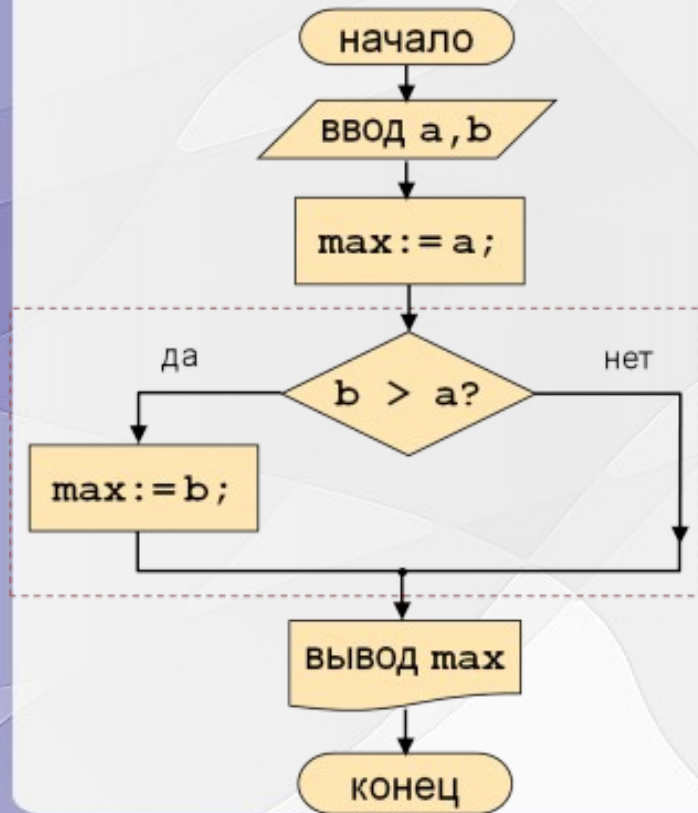 начало
ввод a,b
max:= a;
да
нет
b > a?
max:= b;
вывод max
конец